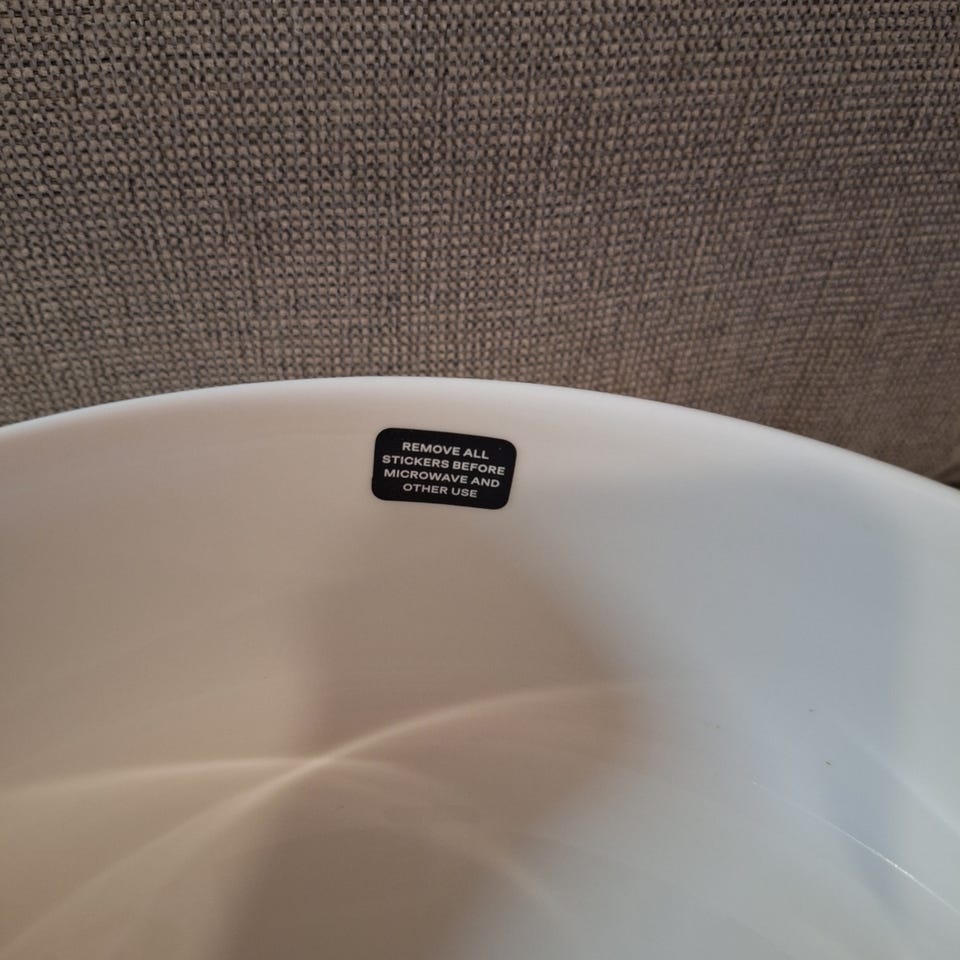 REMOVE ALL
STICKERS BEFORE
MICROWAVE AND
OTHER USE